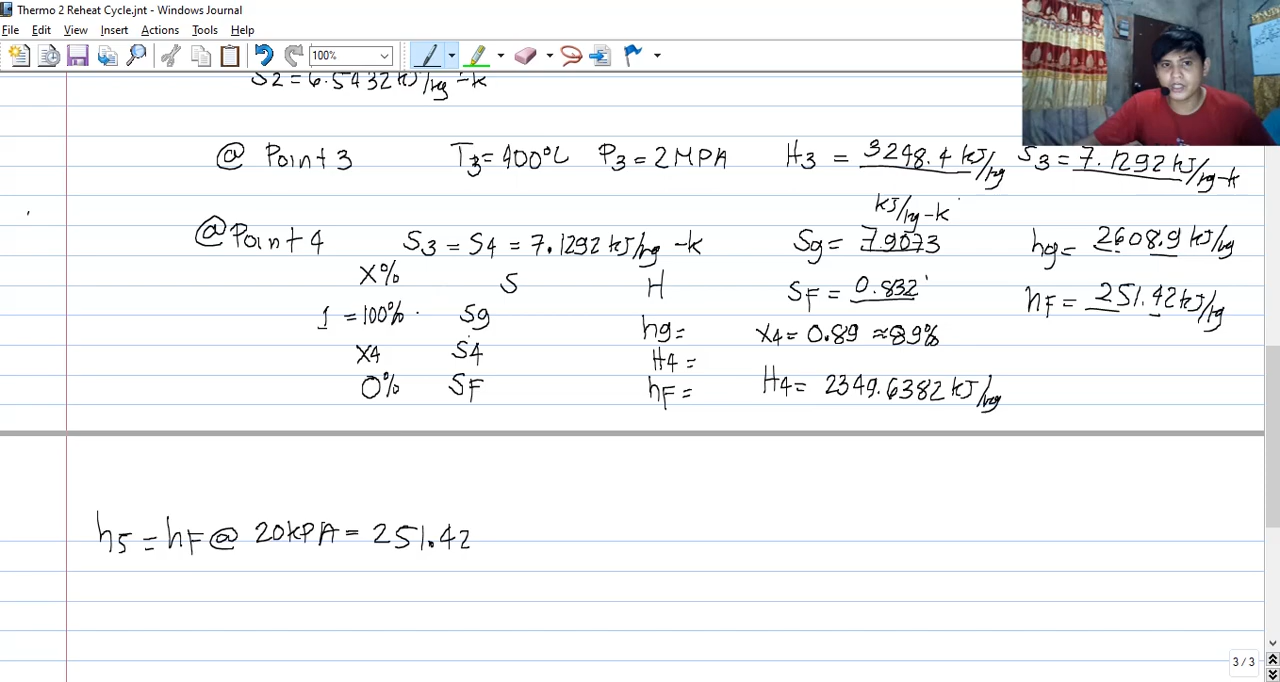 Thermo 2 Reheat Cycle.jnt - Windows Journal
File Edit View Insert Actions Tools Help
100%
S2 = 6.5432 kJ/kg-K
@ Point 3 T3=400°C P3=2MPA H3 = 3248.4 kJ/kg S3=7.1292 kJ/kg-K
kJ/kg-K
@Point 4 S3 = S4 = 7.1292 kJ/kg-K Sg= 7.9073 hg= 2608.9 kJ/kg
X% S H SF= 0.832 hF= 251.42 kJ/kg
1 = 100% Sg hg= X4= 0.89 ≈89%
X4 S4 H4= H4= 2349.6382 kJ/kg
0% SF hF=
h5 = hF@ 20kPA= 251.42
3 / 3